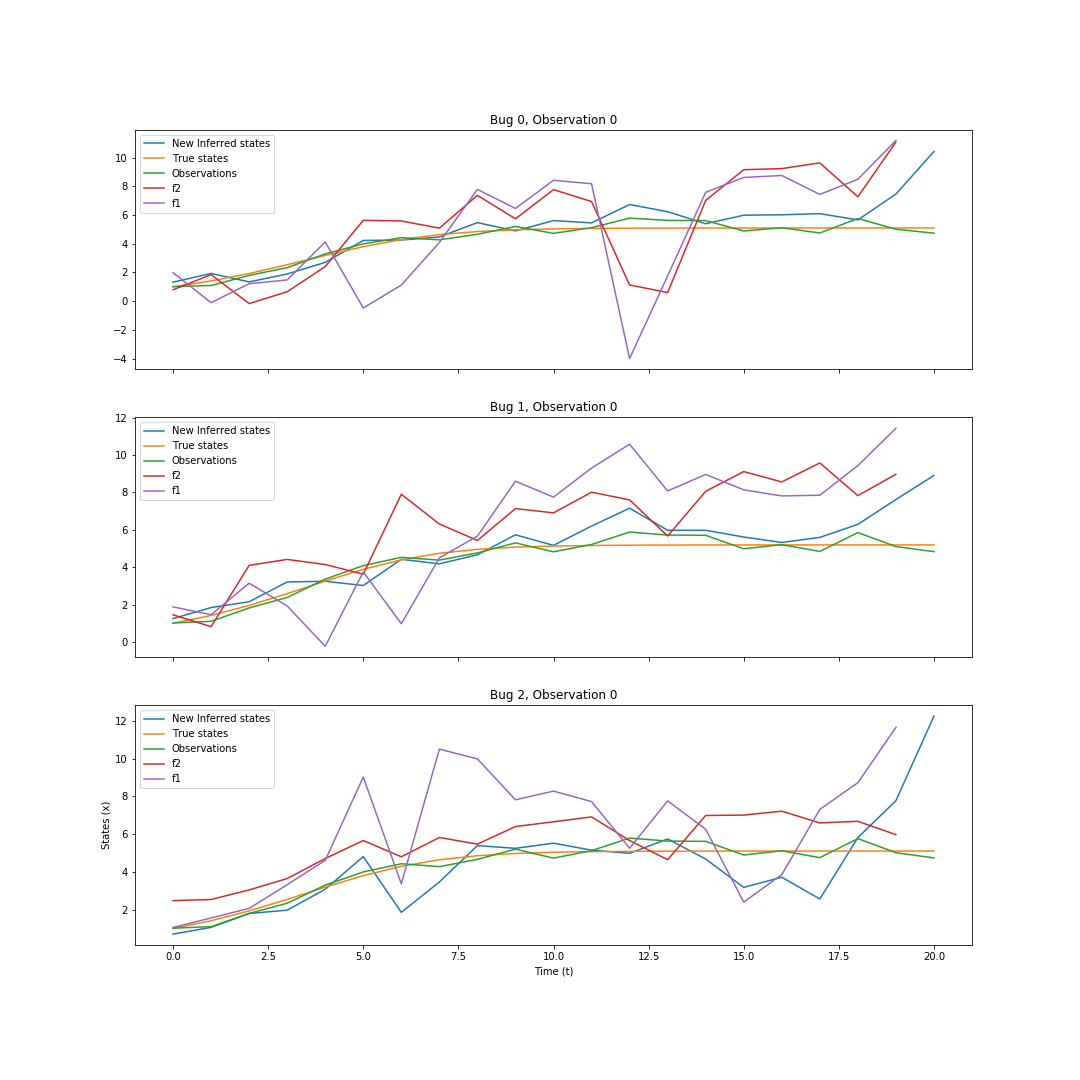 Bug 0, Observation 0
New Inferred states
True states
Observations
f2
f1
10
8
6
4
2
0
−2
−4
Bug 1, Observation 0
New Inferred states
True states
Observations
f2
f1
12
10
8
6
4
2
0
Bug 2, Observation 0
New Inferred states
True states
Observations
f2
f1
12
10
8
6
4
2
States (x)
0.0 2.5 5.0 7.5 10.0 12.5 15.0 17.5 20.0
Time (t)